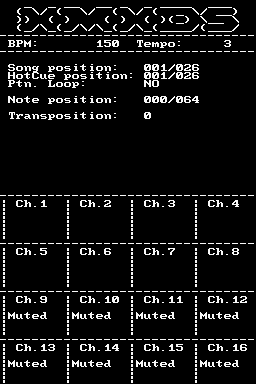 XMXDS
BPM: 150 Tempo: 3
Song position: 001/026
HotCue position: 001/026
Ptn. Loop: NO
Note position: 000/064
Transposition: 0
Ch.1 Ch.2 Ch.3 Ch.4
Ch.5 Ch.6 Ch.7 Ch.8
Ch.9 Ch.10 Ch.11 Ch.12
Muted Muted Muted Muted
Ch.13 Ch.14 Ch.15 Ch.16
Muted Muted Muted Muted